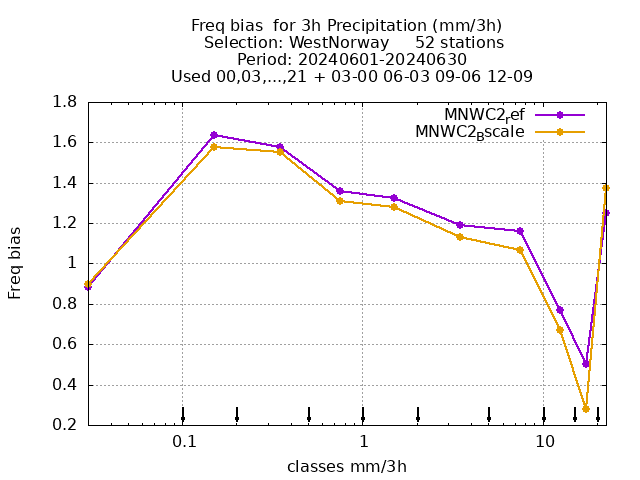 Freq bias  for 3h Precipitation (mm/3h)
Selection: WestNorway     52 stations
Period: 20240601-20240630
Used 00,03,...,21 + 03-00 06-03 09-06 12-09
MNWC2ref
MNWC2Bscale
1.8
1.6
1.4
1.2
1
0.8
0.6
0.4
0.2
Freq bias
0.1 1 10
classes mm/3h